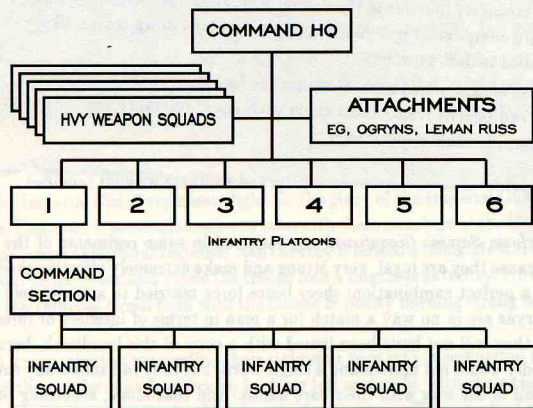 COMMAND HQ
HVY WEAPON SQUADS
ATTACHMENTS
EG, OGRYNS, LEMAN RUSS
1 2 3 4 5 6
INFANTRY PLATOONS
COMMAND
SECTION
INFANTRY
SQUAD
INFANTRY
SQUAD
INFANTRY
SQUAD
INFANTRY
SQUAD
INFANTRY
SQUAD